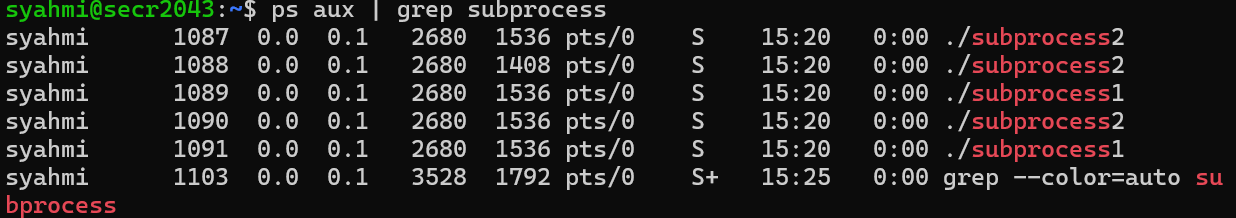 syahmi@secr2043:~$ ps aux | grep subprocess
syahmi      1087  0.0  0.1   2680  1536 pts/0    S    15:20   0:00 ./subprocess2
syahmi      1088  0.0  0.1   2680  1408 pts/0    S    15:20   0:00 ./subprocess2
syahmi      1089  0.0  0.1   2680  1536 pts/0    S    15:20   0:00 ./subprocess1
syahmi      1090  0.0  0.1   2680  1536 pts/0    S    15:20   0:00 ./subprocess2
syahmi      1091  0.0  0.1   2680  1536 pts/0    S    15:20   0:00 ./subprocess1
syahmi      1103  0.0  0.1   3528  1792 pts/0    S+   15:25   0:00 grep --color=auto su
bprocess